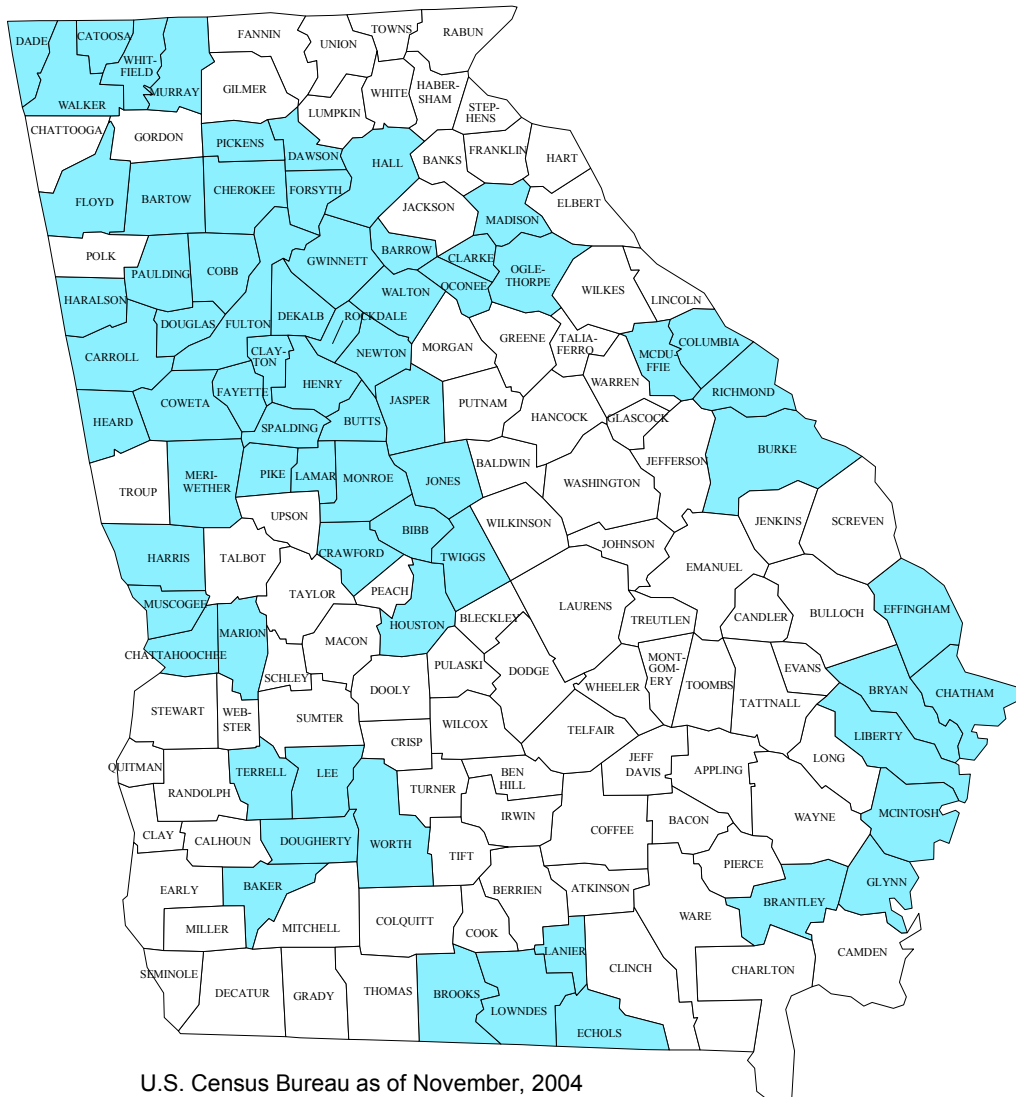 FANNIN
UNION
TOWNS
RABUN
DADE
CATOOSA
WHIT-
FIELD
MURRAY
WALKER
GILMER
LUMPKIN
WHITE
HABER-
SHAM
STEP-
HENS
CHATTOOGA
GORDON
PICKENS
DAWSON
HALL
BANKS
FRANKLIN
HART
FLOYD
BARTOW
CHEROKEE
FORSYTH
JACKSON
MADISON
ELBERT
POLK
PAULDING
COBB
GWINNETT
BARROW
CLARKE
OCONEE
OGLE-
THORPE
WILKES
LINCOLN
HARALSON
DOUGLAS
FULTON
DEKALB
ROCKDALE
WALTON
CARROLL
CLAY-
TON
NEWTON
MORGAN
GREENE
TALIA-
FERRO
MCDU-
FFIE
COLUMBIA
WARREN
RICHMOND
HEARD
COWETA
FAYETTE
HENRY
SPALDING
BUTTS
JASPER
PUTNAM
HANCOCK
GLASCOCK
BURKE
TROUP
MERI-
WETHER
PIKE
LAMAR
MONROE
JONES
BALDWIN
WASHINGTON
JEFFERSON
UPSON
BIBB
WILKINSON
JENKINS
SCREVEN
HARRIS
TALBOT
CRAWFORD
TWIGGS
JOHNSON
EMANUEL
MUSCOGEE
TAYLOR
PEACH
HOUSTON
BLECKLEY
LAURENS
TREUTLEN
CANDLER
BULLOCH
EFFINGHAM
CHATTAHOOCHEE
MARION
MACON
SCHLEY
DOOLY
PULASKI
DODGE
WHEELER
MONT-
GOMERY
TOOMBS
TATTNALL
EVANS
BRYAN
CHATHAM
STEWART
WEB-
STER
SUMTER
CRISP
WILCOX
TELFAIR
LONG
LIBERTY
QUITMAN
RANDOLPH
TERRELL
LEE
TURNER
BEN
HILL
JEFF
DAVIS
APPLING
WAYNE
MCINTOSH
CLAY
CALHOUN
DOUGHERTY
WORTH
TIFT
IRWIN
COFFEE
BACON
PIERCE
EARLY
BAKER
MILLER
MITCHELL
COLQUITT
COOK
BERRIEN
ATKINSON
WARE
BRANTLEY
GLYNN
SEMINOLE
DECATUR
GRADY
THOMAS
BROOKS
LOWNDES
LANIER
CLINCH
ECHOLS
CHARLTON
CAMDEN
U.S. Census Bureau as of November, 2004